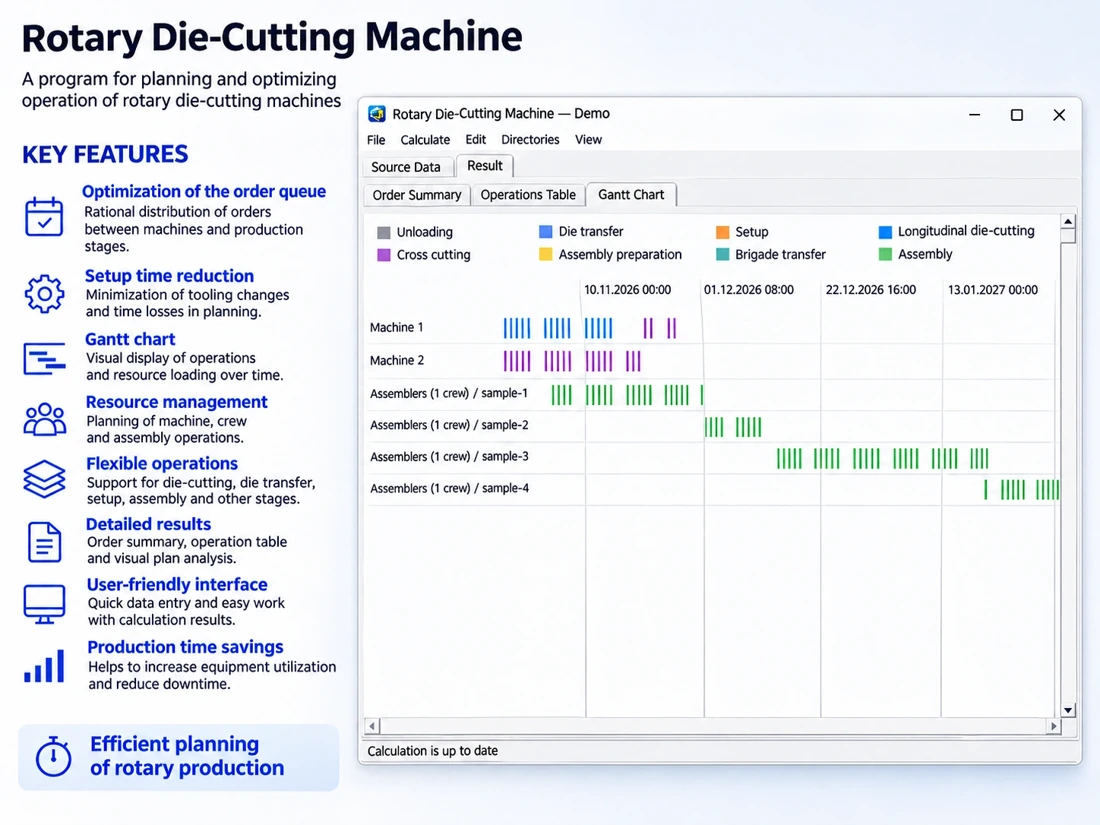 Rotary Die-Cutting Machine
A program for planning and optimizing
operation of rotary die-cutting machines
KEY FEATURES
Optimization of the order queue
Rational distribution of orders
between machines and production
stages.
Setup time reduction
Minimization of tooling changes
and time losses in planning.
Gantt chart
Visual display of operations
and resource loading over time.
Resource management
Planning of machine, crew
and assembly operations.
Flexible operations
Support for die-cutting, die transfer,
setup, assembly and other stages.
Detailed results
Order summary, operation table
and visual plan analysis.
User-friendly interface
Quick data entry and easy work
with calculation results.
Production time savings
Helps to increase equipment utilization
and reduce downtime.
Efficient planning
of rotary production
Rotary Die-Cutting Machine — Demo
File Calculate Edit Directories View
Source Data Result
Order Summary Operations Table Gantt Chart
Unloading Die transfer Setup Longitudinal die-cutting
Cross cutting Assembly preparation Brigade transfer Assembly
10.11.2026 00:00 01.12.2026 08:00 22.12.2026 16:00 13.01.2027 00:00
Machine 1
Machine 2
Assemblers (1 crew) / sample-1
Assemblers (1 crew) / sample-2
Assemblers (1 crew) / sample-3
Assemblers (1 crew) / sample-4
Calculation is up to date